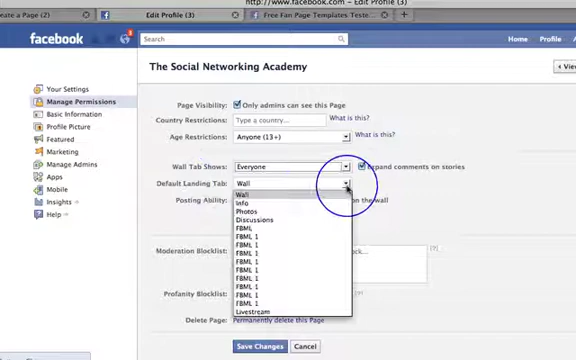 http://www.facebook.com – Edit Profile (3)
reate a Page (2)
Edit Profile (3)
Free Fan Page Templates Teste...
facebook
Search
Home Profile
The Social Networking Academy
View
Your Settings
Manage Permissions
Basic Information
Profile Picture
Featured
Marketing
Manage Admins
Apps
Mobile
Insights
Help
Page Visibility: Only admins can see this Page
Country Restrictions: Type a country... What is this?
Age Restrictions: Anyone (13+) What is this?
Wall Tab Shows: Everyone Expand comments on stories
Default Landing Tab: Wall
Wall
Info
Posting Ability: on the wall
Photos
Discussions
FBML
FBML 1
FBML 1
Moderation Blocklist: ock... [?]
FBML 1
FBML 1
FBML 1
FBML 1
FBML 1
Profanity Blocklist:
FBML 1
FBML 1
Livestream
Delete Page: Permanently delete this Page
Save Changes Cancel